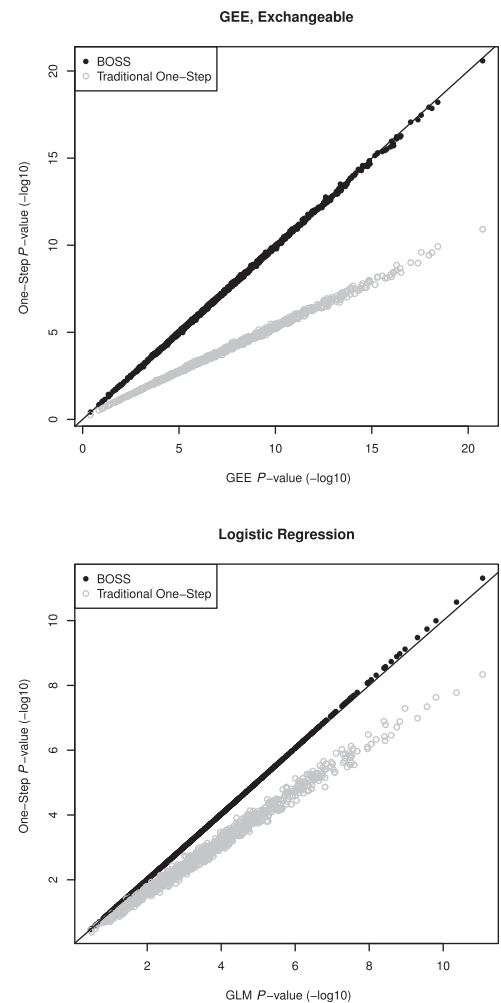 GEE, Exchangeable
BOSS
Traditional One−Step
One−Step P−value (−log10)
20
15
10
5
0
0 5 10 15 20
GEE P−value (−log10)
Logistic Regression
BOSS
Traditional One−Step
One−Step P−value (−log10)
10
8
6
4
2
2 4 6 8 10
GLM P−value (−log10)